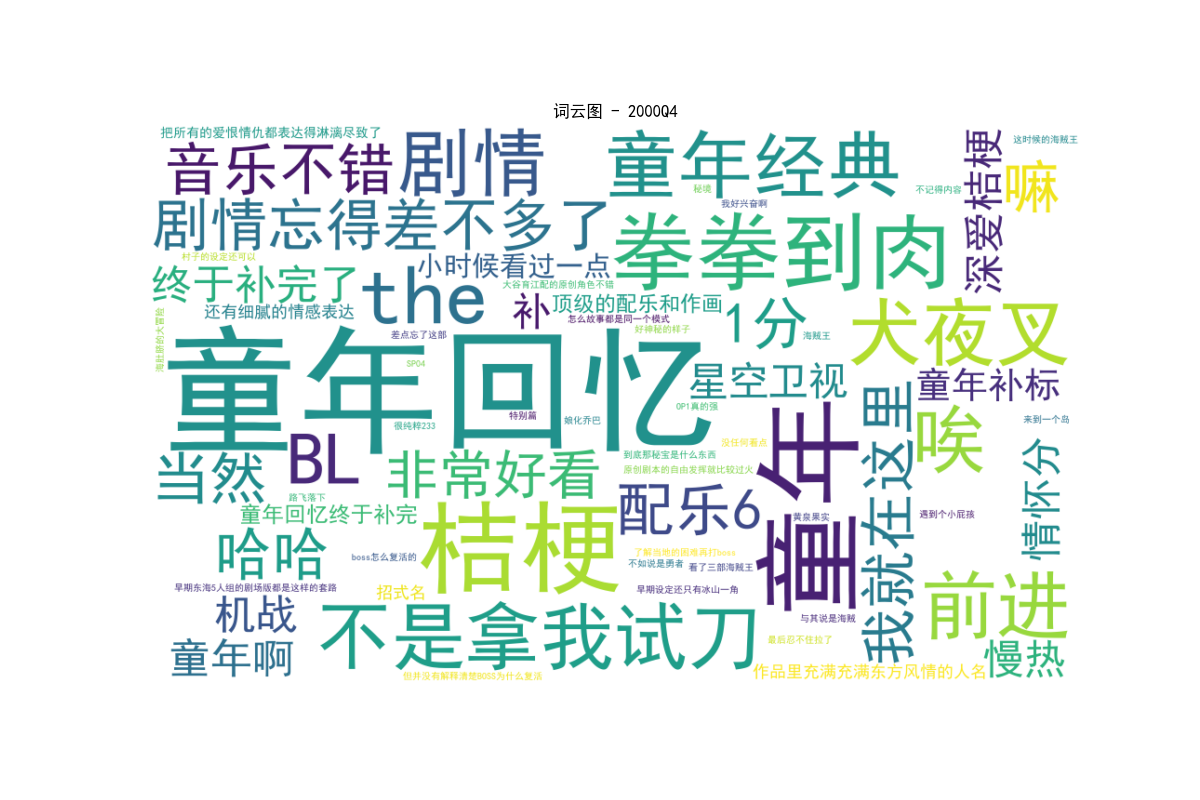 词云图 - 2000Q4
把所有的爱恨情仇都表达得淋漓尽致了
音乐不错
剧情
童年经典
深爱桔梗
这时候的海贼王
嘛
秘境
不记得内容
我好兴奋啊
剧情忘得差不多了
拳拳到肉
村子的设定还可以
小时候看过一点
终于补完了
the
大谷育江配的原创角色不错
补
顶级的配乐和作画
1分
犬夜叉
还有细腻的情感表达
怎么故事都是同一个模式
好神秘的样子
海肚脐的大冒险
差点忘了这部
海贼王
童年回忆
SP04
星空卫视
童年补标
OP1真的强
特别篇
娘化乔巴
很纯粹233
童年
我就在这里
唉
来到一个岛
BL
没任何看点
到底那秘宝是什么东西
当然
非常好看
原创剧本的自由发挥就比较过火
情怀分
路飞落下
配乐6
童年回忆终于补完
桔梗
黄泉果实
遇到个小屁孩
哈哈
boss怎么复活的
了解当地的困难再打boss
不如说是勇者
看了三部海贼王
早期东海5人组的剧场版都是这样的套路
招式名
早期设定还只有冰山一角
前进
机战
不是拿我试刀
与其说是海贼
最后忍不住拉了
童年啊
慢热
但并没有解释清楚BOSS为什么复活
作品里充满充满东方风情的人名